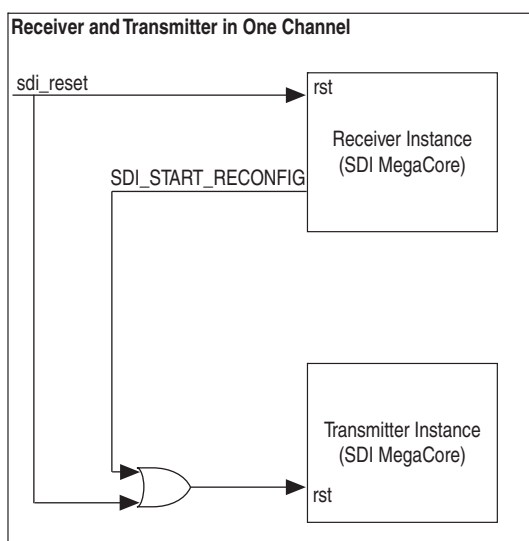 Receiver and Transmitter in One Channel
sdi_reset
rst
Receiver Instance
(SDI MegaCore)
SDI_START_RECONFIG
Transmitter Instance
(SDI MegaCore)
rst